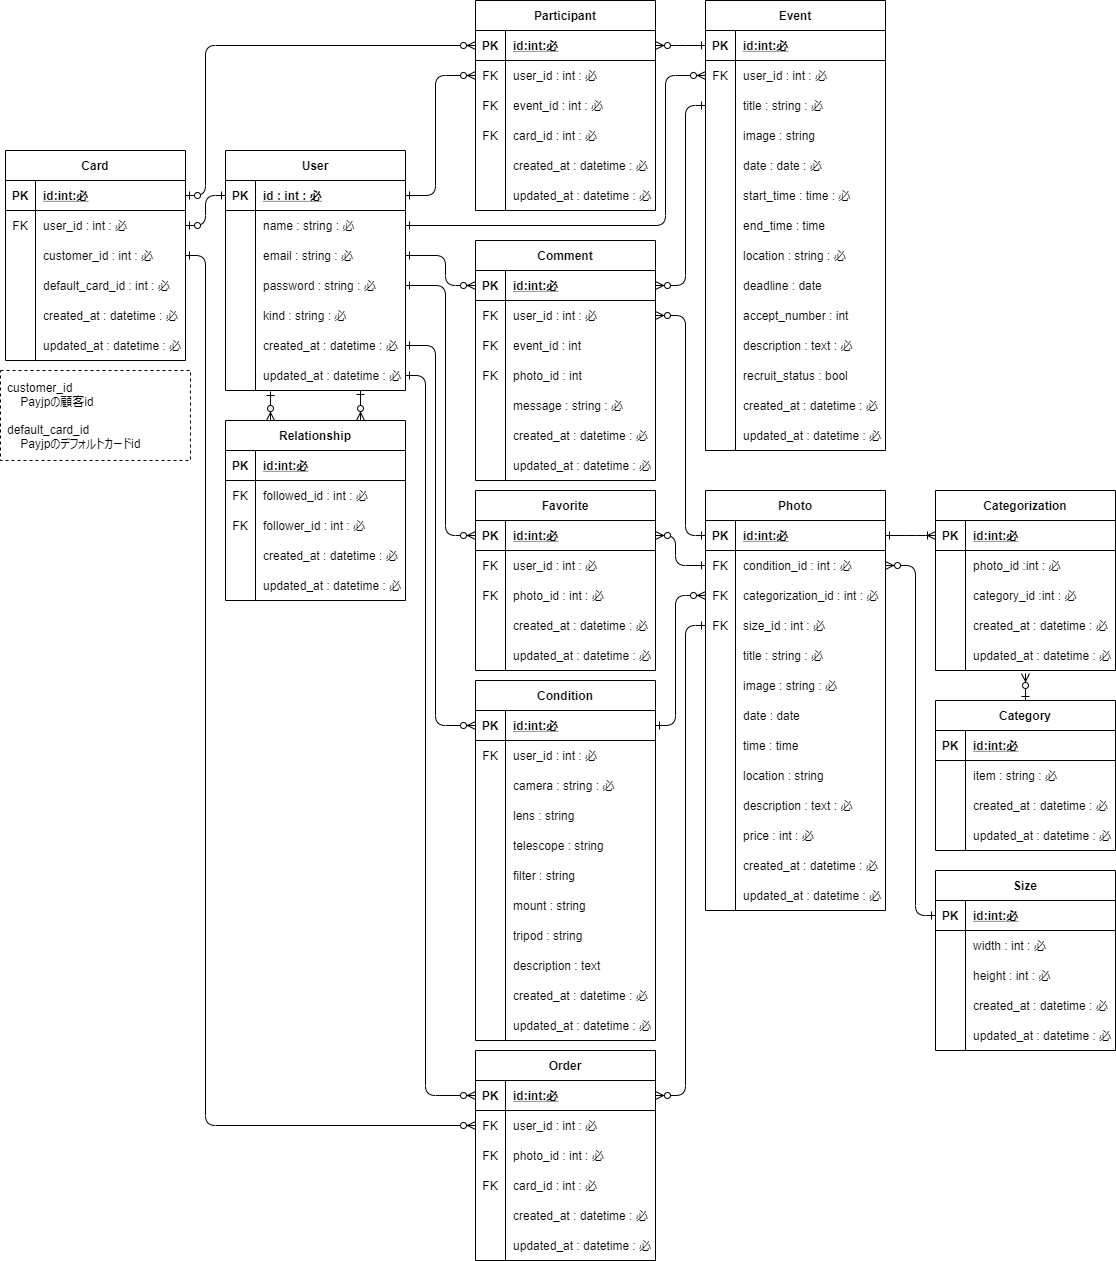 Participant
PK id:int:必
FK user_id : int : 必
FK event_id : int : 必
FK card_id : int : 必
created_at : datetime : 必
updated_at : datetime : 必
Event
PK id:int:必
FK user_id : int : 必
title : string : 必
image : string
date : date : 必
start_time : time : 必
end_time : time
location : string : 必
deadline : date
accept_number : int
description : text : 必
recruit_status : bool
created_at : datetime : 必
updated_at : datetime : 必
Card
PK id:int:必
FK user_id : int : 必
customer_id : int : 必
default_card_id : int : 必
created_at : datetime : 必
updated_at : datetime : 必
customer_id
Payjpの顧客id
default_card_id
Payjpのデフォルトカードid
User
PK id : int : 必
name : string : 必
email : string : 必
password : string : 必
kind : string : 必
created_at : datetime : 必
updated_at : datetime : 必
Relationship
PK id:int:必
FK followed_id : int : 必
FK follower_id : int : 必
created_at : datetime : 必
updated_at : datetime : 必
Comment
PK id:int:必
FK user_id : int : 必
FK event_id : int
FK photo_id : int
message : string : 必
created_at : datetime : 必
updated_at : datetime : 必
Favorite
PK id:int:必
FK user_id : int : 必
FK photo_id : int : 必
created_at : datetime : 必
updated_at : datetime : 必
Photo
PK id:int:必
FK condition_id : int : 必
FK categorization_id : int : 必
FK size_id : int : 必
title : string : 必
image : string : 必
date : date
time : time
location : string
description : text : 必
price : int : 必
created_at : datetime : 必
updated_at : datetime : 必
Categorization
PK id:int:必
photo_id :int : 必
category_id :int : 必
created_at : datetime : 必
updated_at : datetime : 必
Category
PK id:int:必
item : string : 必
created_at : datetime : 必
updated_at : datetime : 必
Size
PK id:int:必
width : int : 必
height : int : 必
created_at : datetime : 必
updated_at : datetime : 必
Condition
PK id:int:必
FK user_id : int : 必
camera : string : 必
lens : string
telescope : string
filter : string
mount : string
tripod : string
description : text
created_at : datetime : 必
updated_at : datetime : 必
Order
PK id:int:必
FK user_id : int : 必
FK photo_id : int : 必
FK card_id : int : 必
created_at : datetime : 必
updated_at : datetime : 必